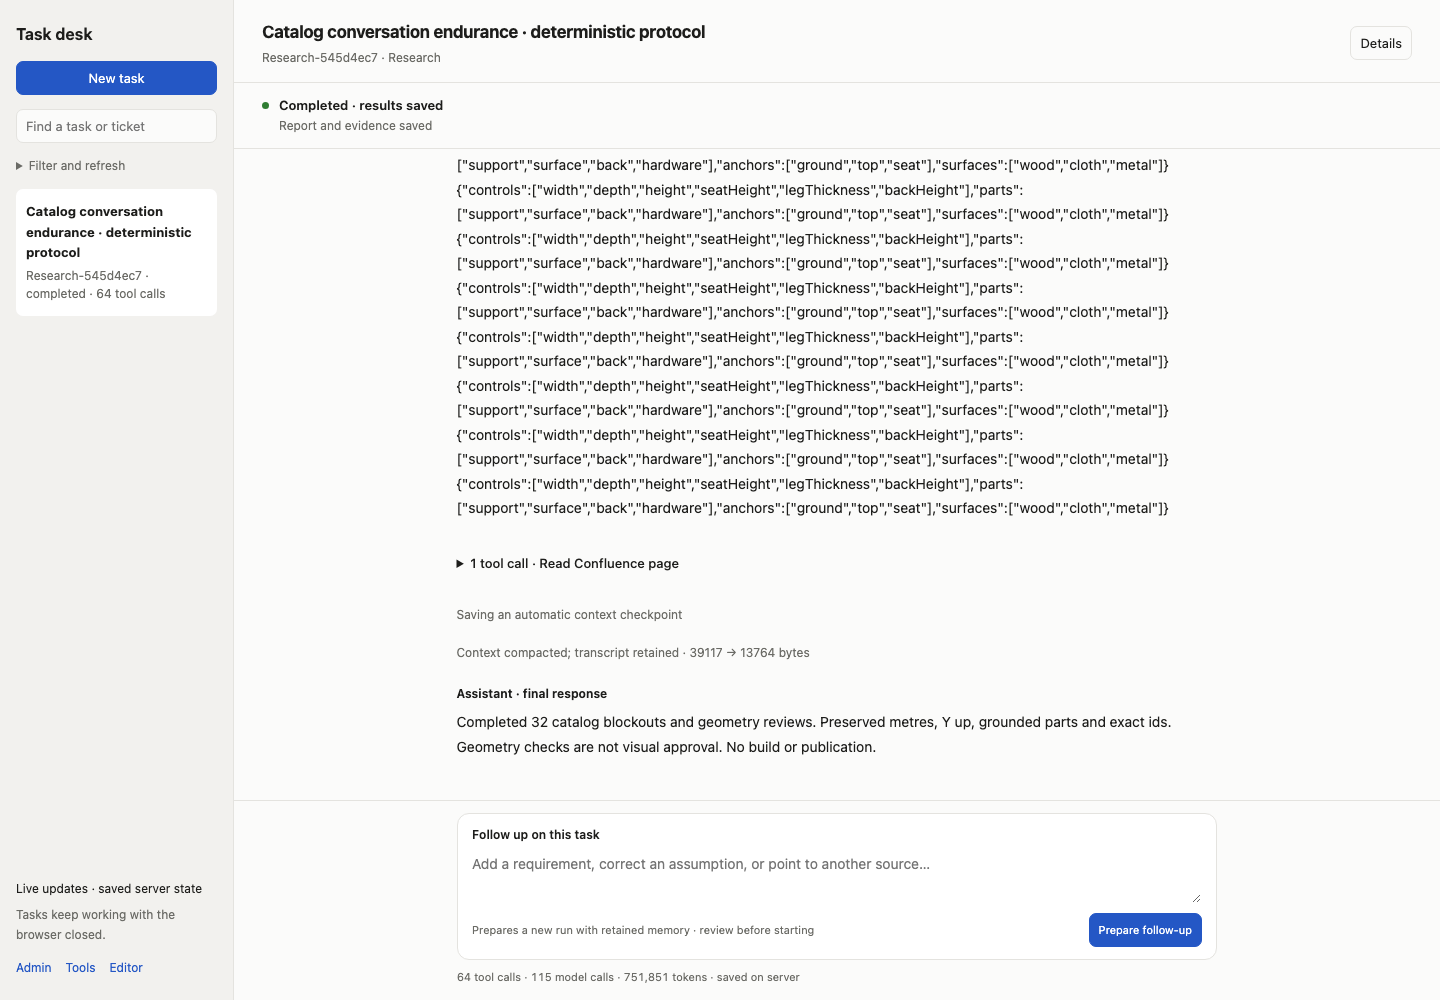 Task desk
New task
Find a task or ticket
Filter and refresh
Catalog conversation
endurance · deterministic
protocol
Research-545d4ec7 ·
completed · 64 tool calls
Live updates · saved server state
Tasks keep working with the
browser closed.
Admin Tools Editor
Catalog conversation endurance · deterministic protocol
Research-545d4ec7 · Research
Details
Completed · results saved
Report and evidence saved
["support","surface","back","hardware"],"anchors":["ground","top","seat"],"surfaces":["wood","cloth","metal"]}
{"controls":["width","depth","height","seatHeight","legThickness","backHeight"],"parts":
["support","surface","back","hardware"],"anchors":["ground","top","seat"],"surfaces":["wood","cloth","metal"]}
{"controls":["width","depth","height","seatHeight","legThickness","backHeight"],"parts":
["support","surface","back","hardware"],"anchors":["ground","top","seat"],"surfaces":["wood","cloth","metal"]}
{"controls":["width","depth","height","seatHeight","legThickness","backHeight"],"parts":
["support","surface","back","hardware"],"anchors":["ground","top","seat"],"surfaces":["wood","cloth","metal"]}
{"controls":["width","depth","height","seatHeight","legThickness","backHeight"],"parts":
["support","surface","back","hardware"],"anchors":["ground","top","seat"],"surfaces":["wood","cloth","metal"]}
{"controls":["width","depth","height","seatHeight","legThickness","backHeight"],"parts":
["support","surface","back","hardware"],"anchors":["ground","top","seat"],"surfaces":["wood","cloth","metal"]}
{"controls":["width","depth","height","seatHeight","legThickness","backHeight"],"parts":
["support","surface","back","hardware"],"anchors":["ground","top","seat"],"surfaces":["wood","cloth","metal"]}
{"controls":["width","depth","height","seatHeight","legThickness","backHeight"],"parts":
["support","surface","back","hardware"],"anchors":["ground","top","seat"],"surfaces":["wood","cloth","metal"]}
1 tool call · Read Confluence page
Saving an automatic context checkpoint
Context compacted; transcript retained · 39117 → 13764 bytes
Assistant · final response
Completed 32 catalog blockouts and geometry reviews. Preserved metres, Y up, grounded parts and exact ids.
Geometry checks are not visual approval. No build or publication.
Follow up on this task
Add a requirement, correct an assumption, or point to another source...
Prepares a new run with retained memory · review before starting
Prepare follow-up
64 tool calls · 115 model calls · 751,851 tokens · saved on server